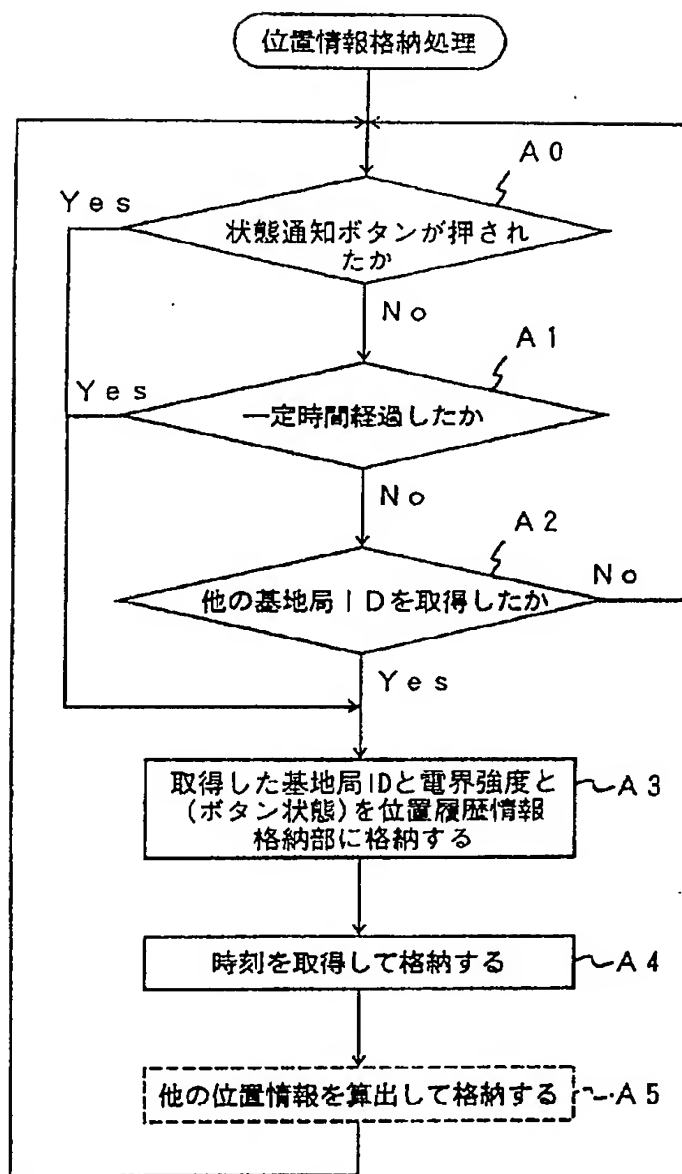 位置情報格納処理
A0
Yes
状態通知ボタンが押され
たか
No
A1
Yes
一定時間経過したか
No
A2
No
他の基地局IDを取得したか
Yes
取得した基地局IDと電界強度と
(ボタン状態)を位置履歴情報
格納部に格納する
A3
時刻を取得して格納する
A4
他の位置情報を算出して格納する
A5